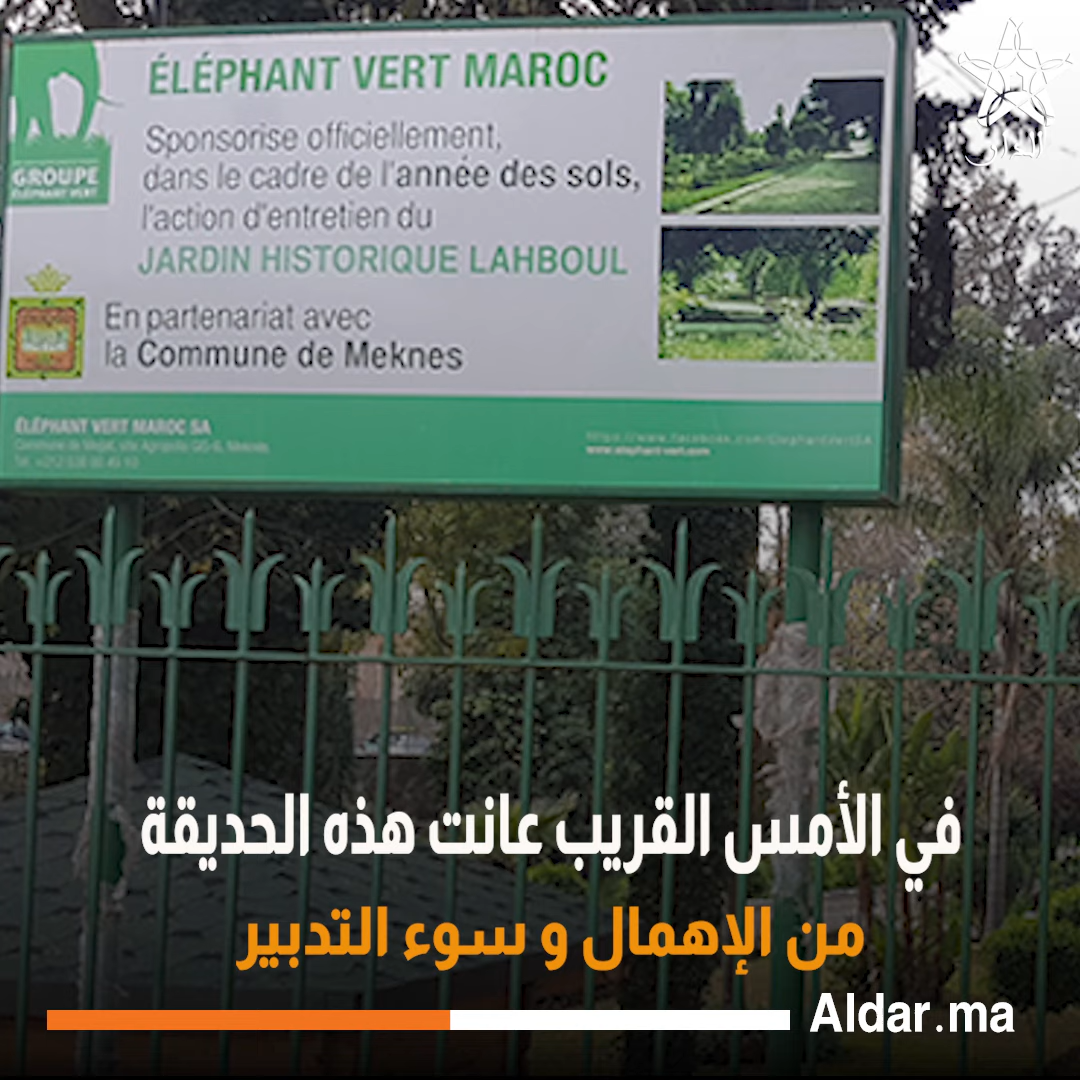 ÉLÉPHANT VERT MAROC
Sponsorise officiellement,
dans le cadre de l'année des sols,
l'action d'entretien du
JARDIN HISTORIQUE LAHBOUL
En partenariat avec
la Commune de Meknes
GROUPE
ÉLÉPHANT VERT
ÉLÉPHANT VERT MAROC SA
www.elephant-vert.com
الدار
في الأمس القريب عانت هذه الحديقة
من الإهمال و سوء التدبير
Aldar.ma